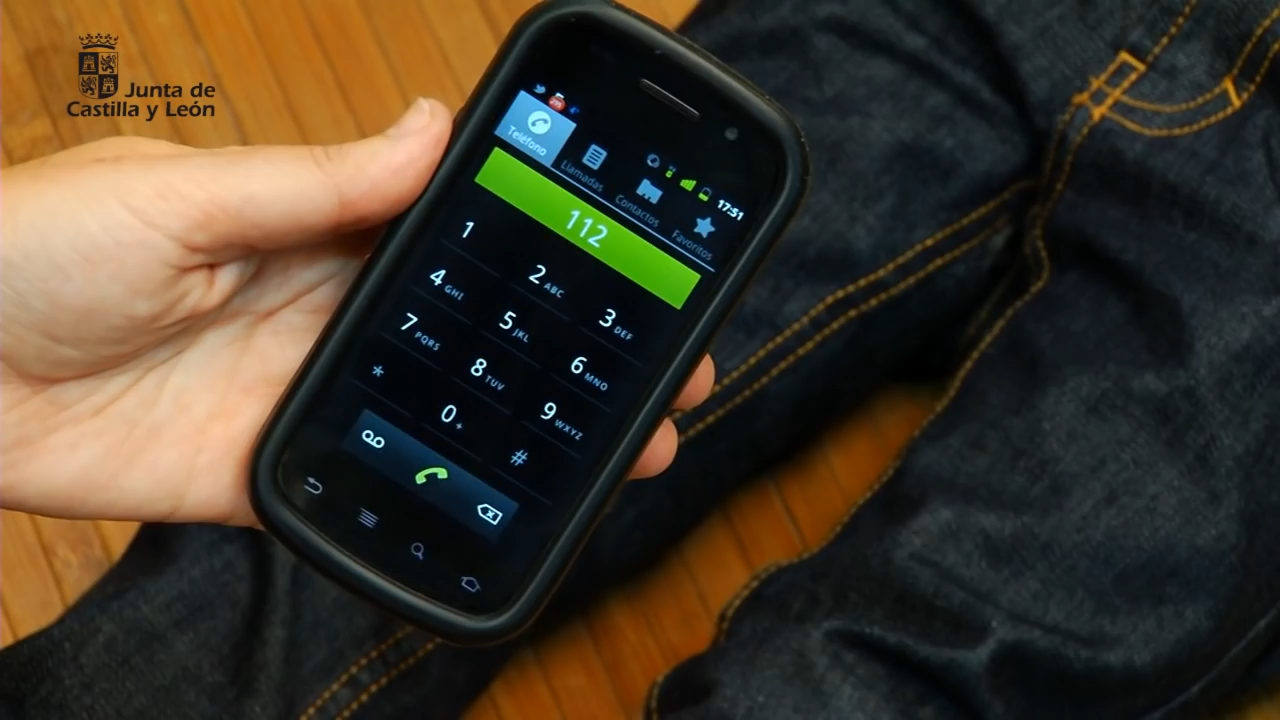 Junta de
Castilla y León
17:51
Teléfono
Llamadas
Contactos
Favoritos
112
1
2 ABC
3 DEF
4 GHI
5 JKL
6 MNO
7 PQRS
8 TUV
9 WXYZ
*
0 +
#